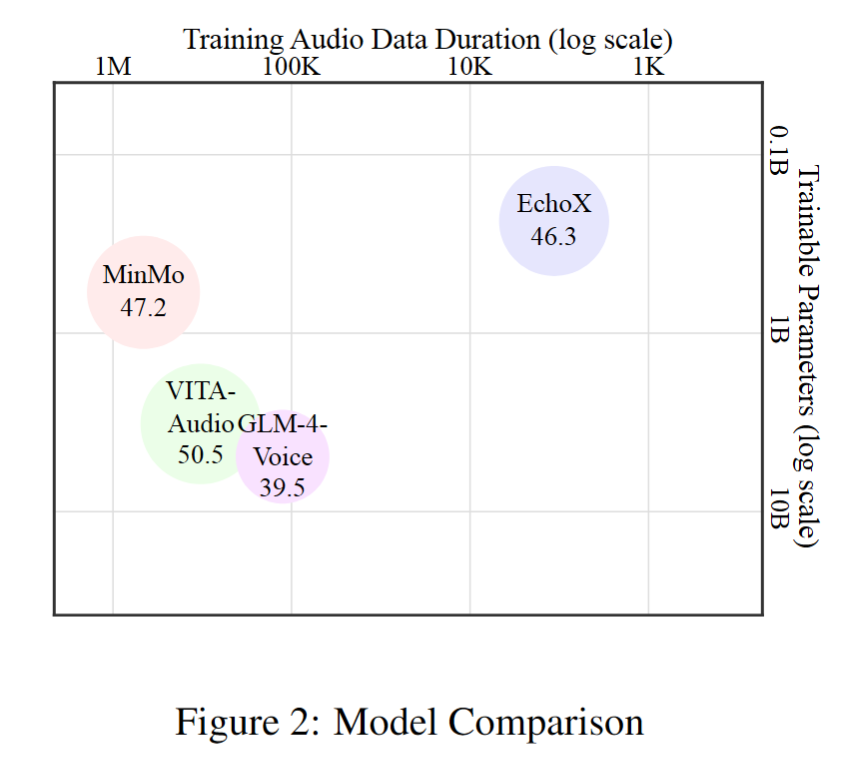 Training Audio Data Duration (log scale)
1M 100K 10K 1K
0.1B
1B
10B
Trainable Parameters (log scale)
EchoX
46.3
MinMo
47.2
VITA-
Audio
50.5
GLM-4-
Voice
39.5
Figure 2: Model Comparison